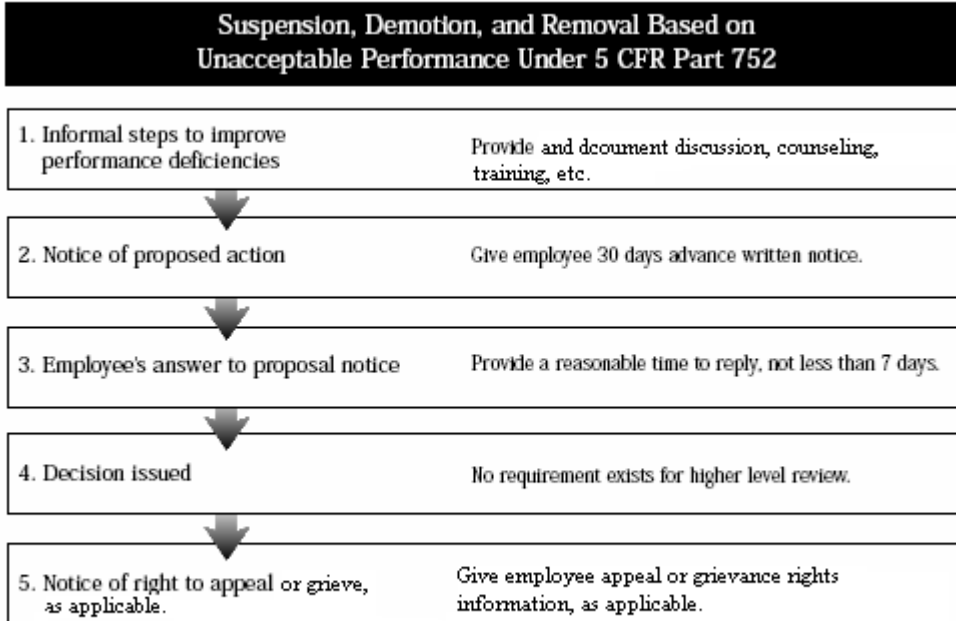 Suspension, Demotion, and Removal Based on
Unacceptable Performance Under 5 CFR Part 752
1. Informal steps to improve
performance deficiencies
Provide and dcoument discussion, counseling,
training, etc.
2. Notice of proposed action
Give employee 30 days advance written notice.
3. Employee's answer to proposal notice
Provide a reasonable time to reply, not less than 7 days.
4. Decision issued
No requirement exists for higher level review.
5. Notice of right to appeal or grieve,
as applicable.
Give employee appeal or grievance rights
information, as applicable.